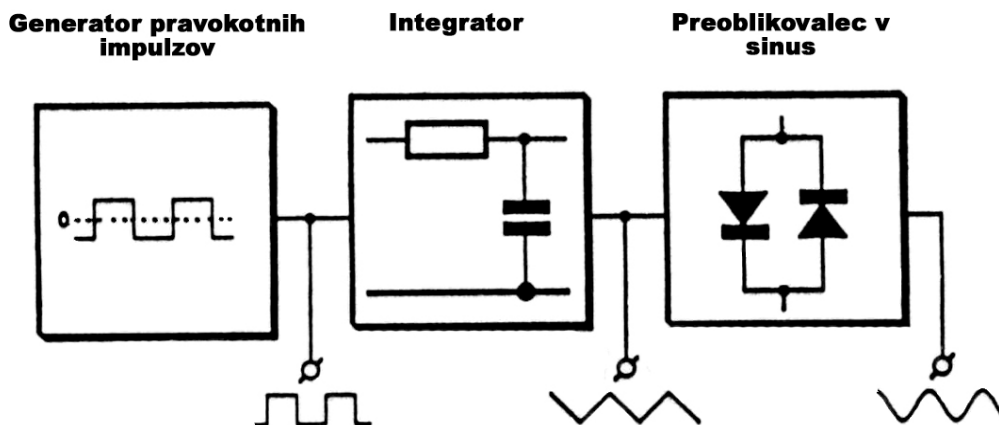 Generator pravokotnih
impulzov
Integrator
Preoblikovalec v
sinus
0